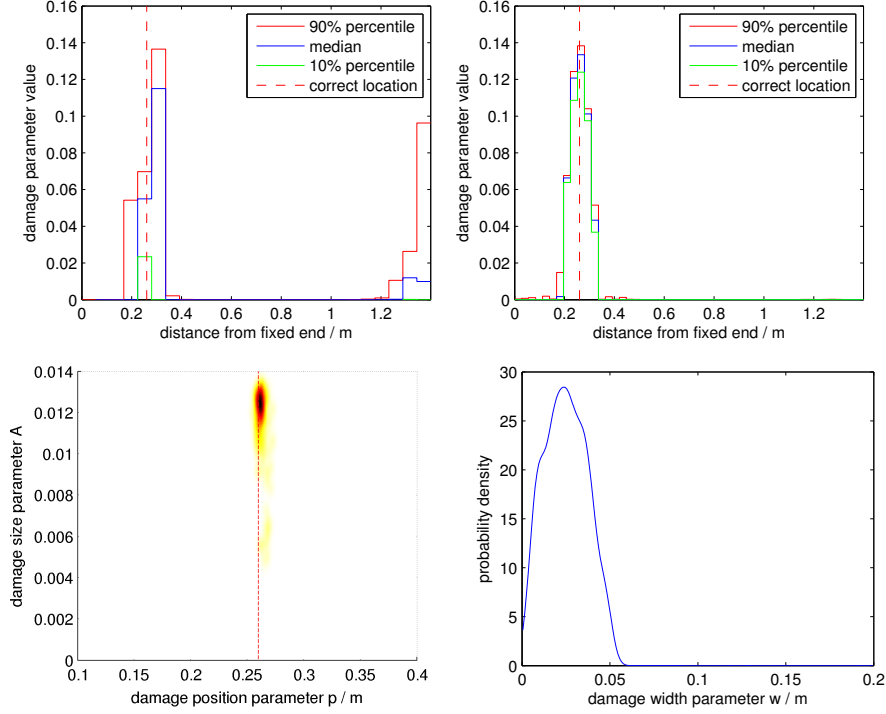 0.16
0.14
0.12
0.1
0.08
0.06
0.04
0.02
0
damage parameter value
90% percentile
median
10% percentile
correct location
0 0.2 0.4 0.6 0.8 1 1.2
distance from fixed end / m
0.16
0.14
0.12
0.1
0.08
0.06
0.04
0.02
0
damage parameter value
90% percentile
median
10% percentile
correct location
0 0.2 0.4 0.6 0.8 1 1.2
distance from fixed end / m
0.014
0.012
0.01
0.008
0.006
0.004
0.002
0
damage size parameter A
0.1 0.15 0.2 0.25 0.3 0.35 0.4
damage position parameter p / m
30
25
20
15
10
5
0
probability density
0 0.05 0.1 0.15 0.2
damage width parameter w / m